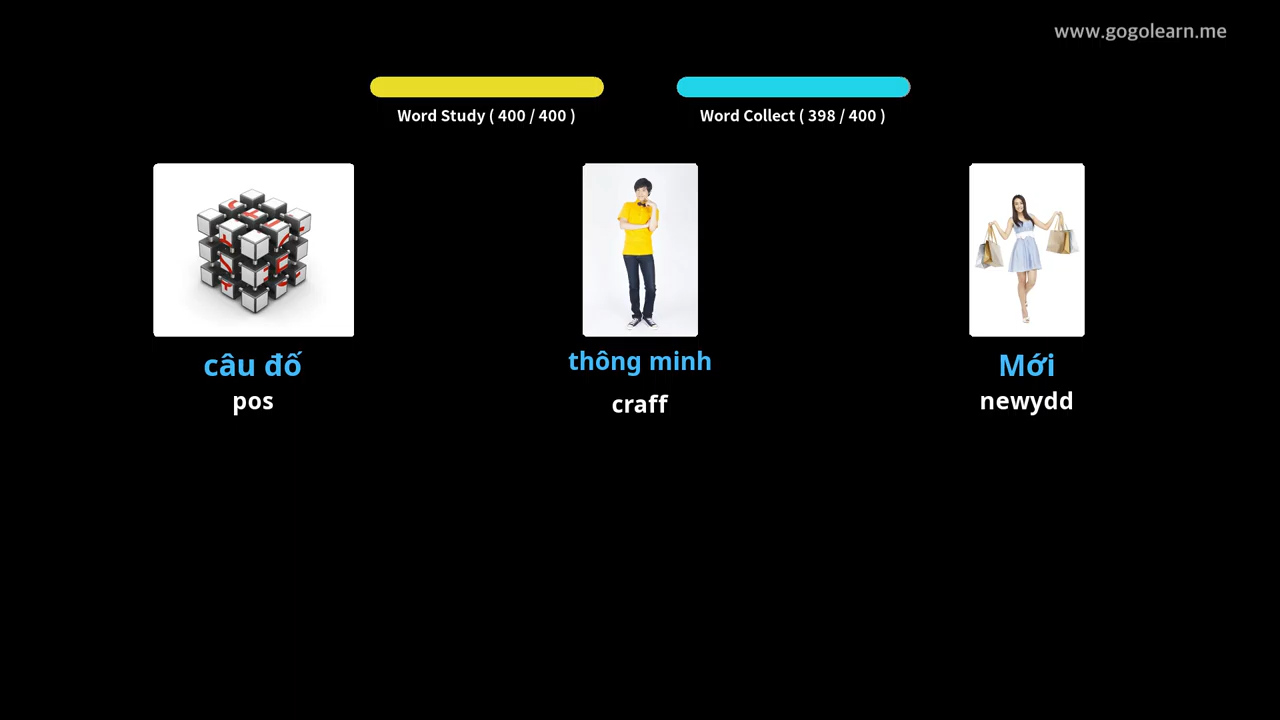 www.gogolearn.me
Word Study ( 400 / 400 )
Word Collect ( 398 / 400 )
câu đố
thông minh
Mới
pos
craff
newydd